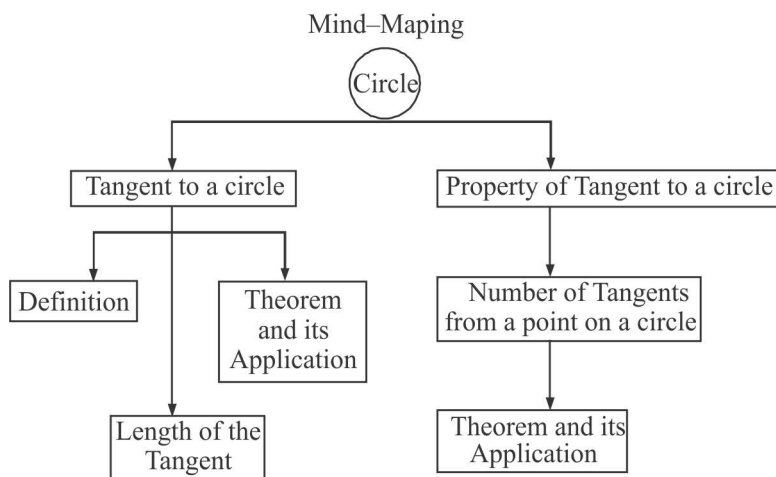 Mind–Maping
Circle
Tangent to a circle
Property of Tangent to a circle
Definition
Theorem
and its
Application
Number of Tangents
from a point on a circle
Length of the
Tangent
Theorem and its
Application